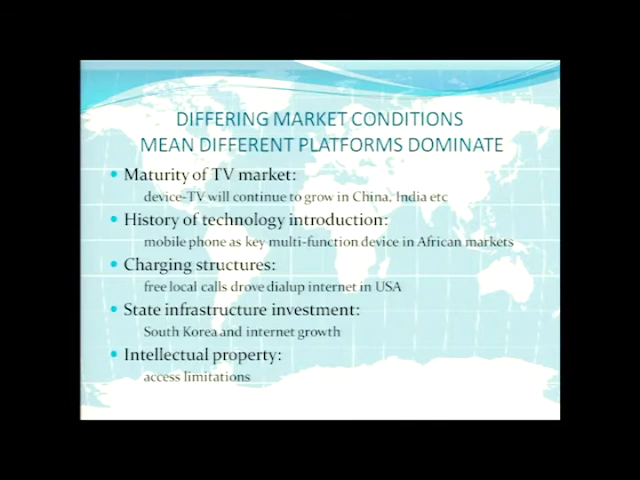 DIFFERING MARKET CONDITIONS
MEAN DIFFERENT PLATFORMS DOMINATE
• Maturity of TV market:
device-TV will continue to grow in China, India etc
• History of technology introduction:
mobile phone as key multi-function device in African markets
• Charging structures:
free local calls drove dialup internet in USA
• State infrastructure investment:
South Korea and internet growth
• Intellectual property:
access limitations